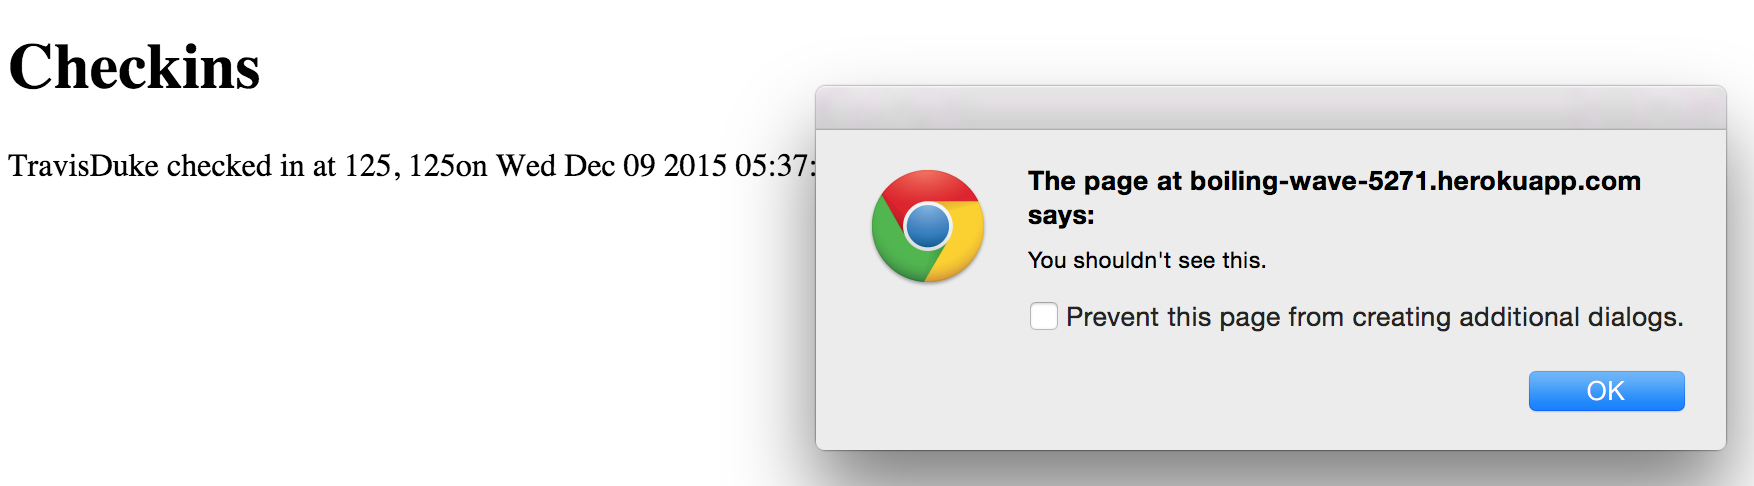 Checkins
TravisDuke checked in at 125, 125on Wed Dec 09 2015 05:37:
The page at boiling-wave-5271.herokuapp.com
says:
You shouldn't see this.
Prevent this page from creating additional dialogs.
OK